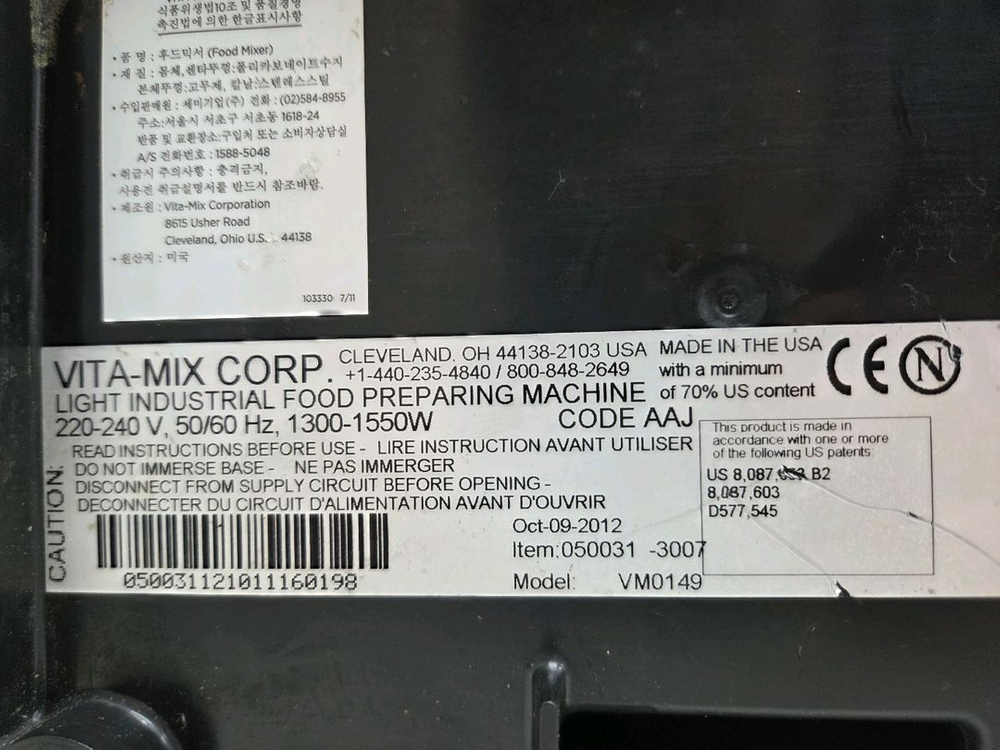 식품위생법10조 및 품질경영
촉진법에 의한 한글표시사항
• 품 명 : 후드믹서 (Food Mixer)
• 재 질 : 몸체,센타뚜껑:폴리카보네이트수지
본체뚜껑:고무제, 칼날:스텐레스스틸
• 수입판매원 : 세미기업(주) 전화 : (02)584-8955
주소:서울시 서초구 서초동 1618-24
반품 및 교환장소:구입처 또는 소비자상담실
A/S 전화번호 : 1588-5048
• 취급시 주의사항 : 충격금지,
사용전 취급설명서를 반드시 참조바람.
• 제조원 : Vita-Mix Corporation
8615 Usher Road
Cleveland, Ohio 44138
• 원산지 : 미국
103330 7/11
VITA-MIX CORP. CLEVELAND. OH 44138-2103 USA
+1-440-235-4840 / 800-848-2649
MADE IN THE USA
with a minimum
of 70% US content
CE N
LIGHT INDUSTRIAL FOOD PREPARING MACHINE
220-240 V, 50/60 Hz, 1300-1550W CODE AAJ
CAUTION:
READ INSTRUCTIONS BEFORE USE - LIRE INSTRUCTION AVANT UTILISER
DO NOT IMMERSE BASE - NE PAS IMMERGER
DISCONNECT FROM SUPPLY CIRCUIT BEFORE OPENING -
DECONNECTER DU CIRCUIT D'ALIMENTATION AVANT D'OUVRIR
This product is made in
accordance with one or more
of the following US patents:
US B2
8,087,603
D577,545
Oct-09-2012
Item:050031 -3007
050031121011160198
Model: VM0149